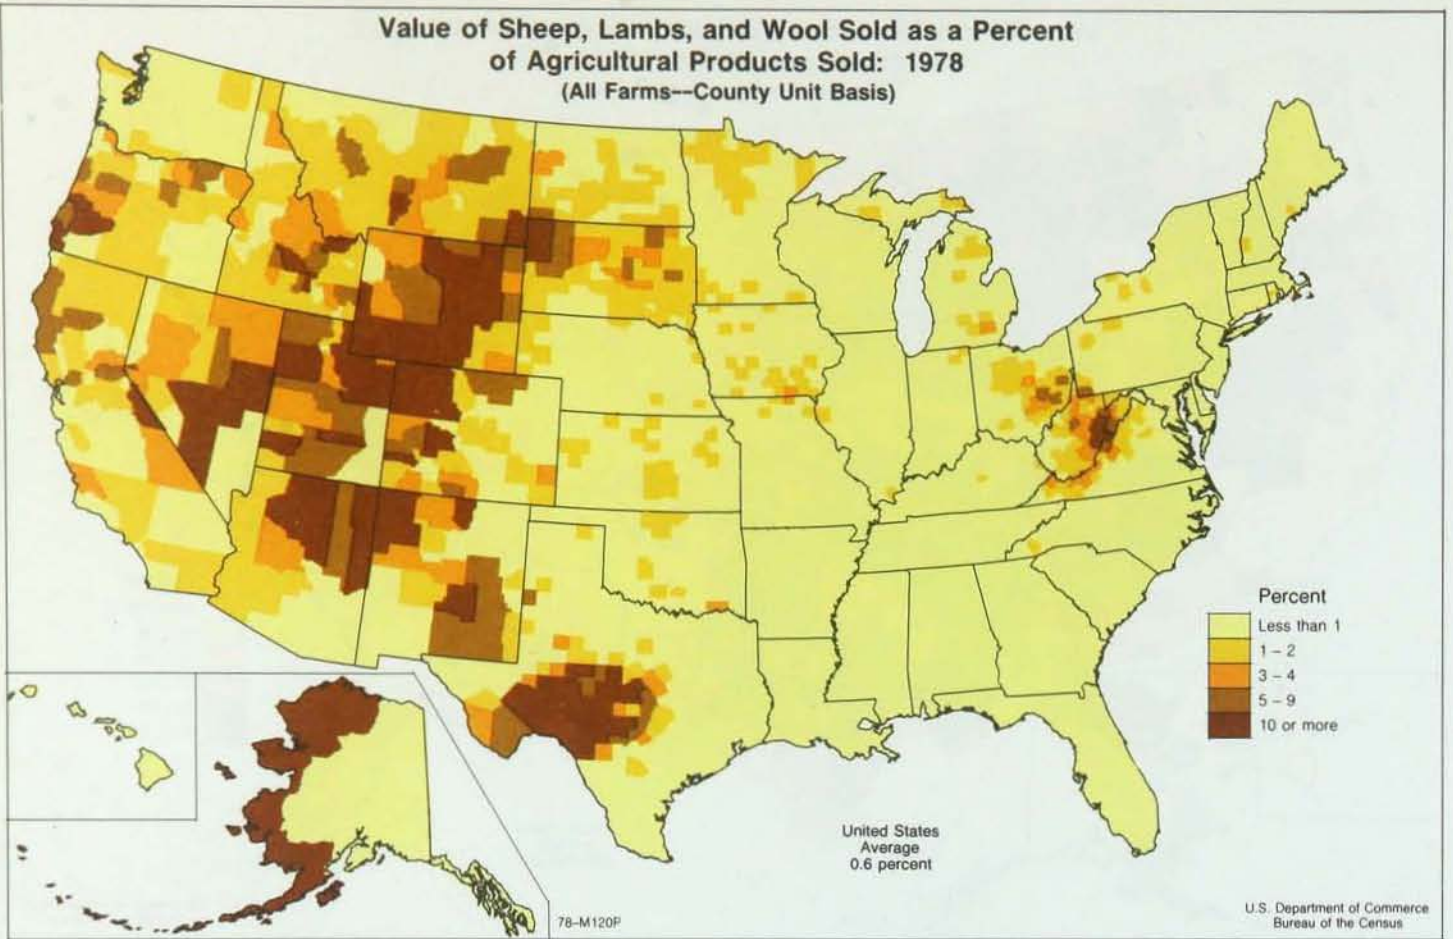 Value of Sheep, Lambs, and Wool Sold as a Percent
of Agricultural Products Sold: 1978
(All Farms--County Unit Basis)
Percent
Less than 1
1 – 2
3 – 4
5 – 9
10 or more
United States
Average
0.6 percent
78-M120P
U.S. Department of Commerce
Bureau of the Census